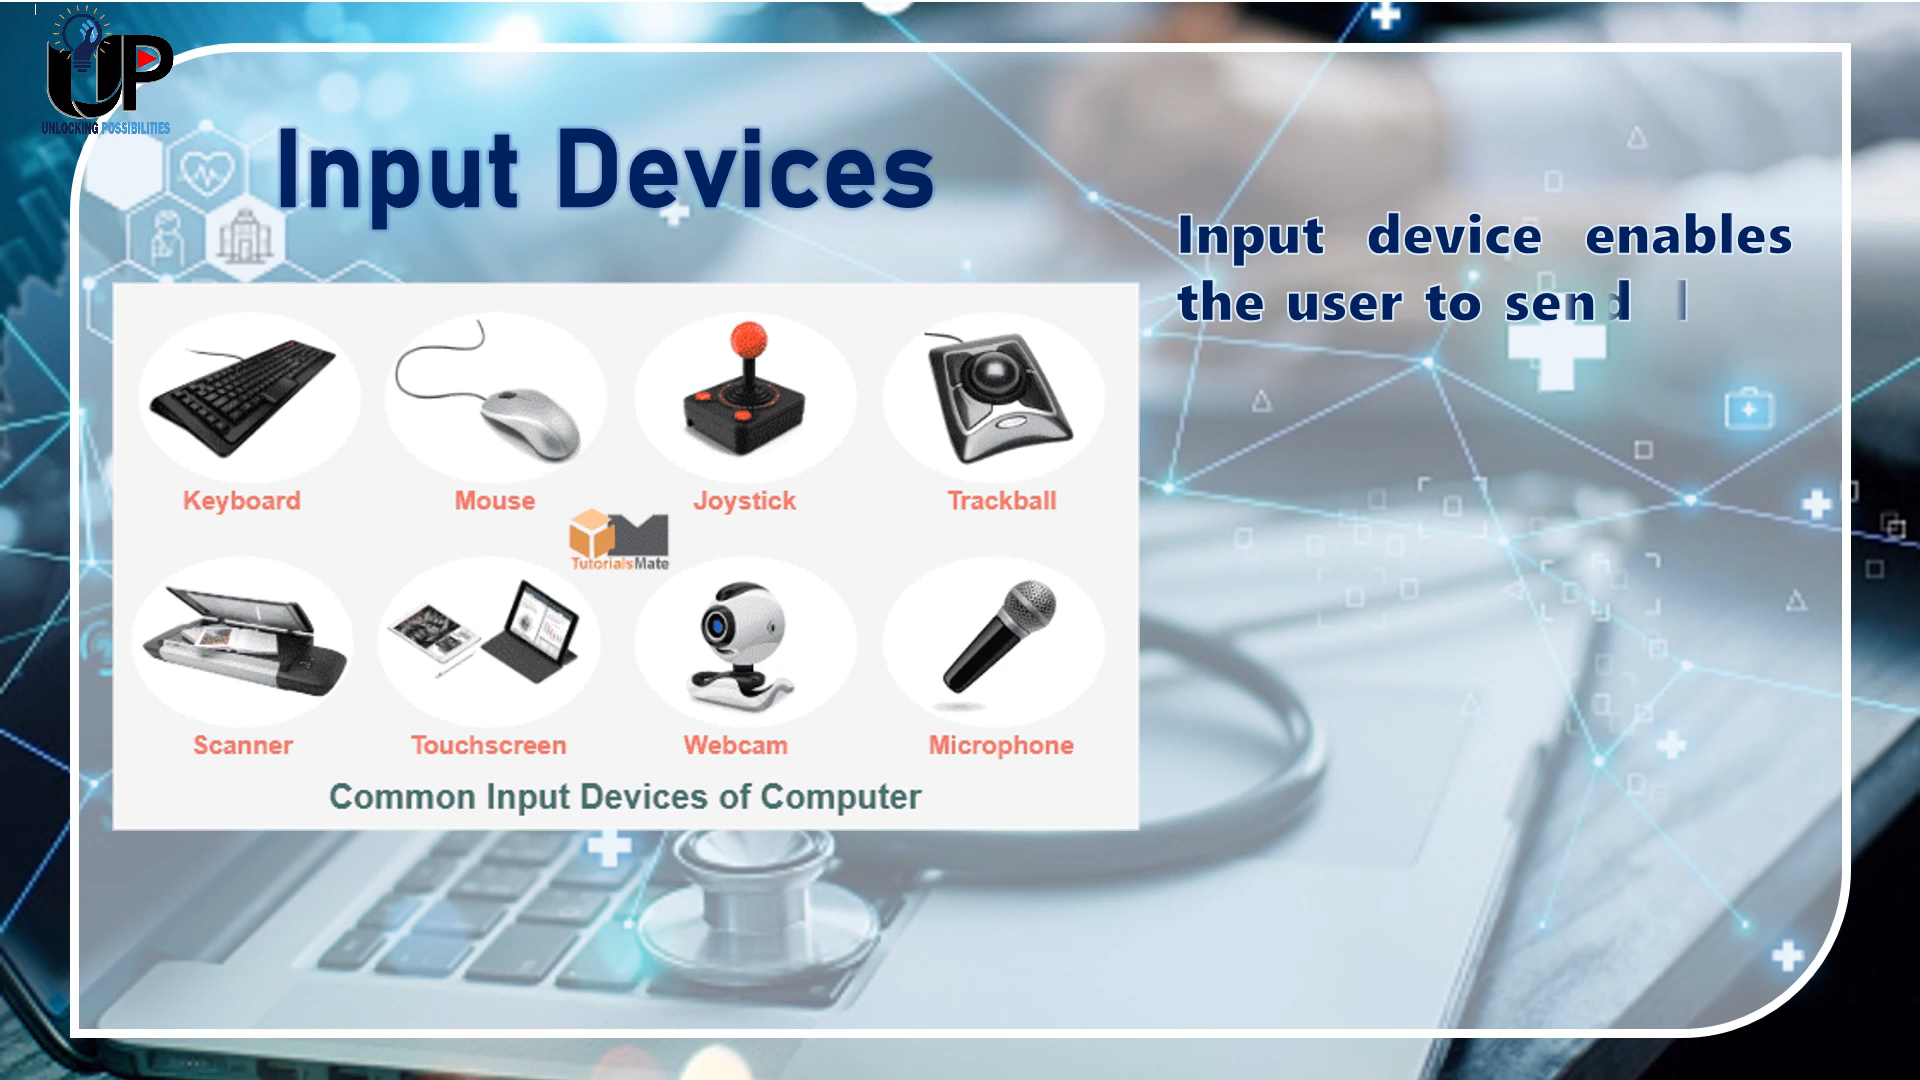 UP
UNLOCKING POSSIBILITIES
Input Devices
Input device enables
the user to send
Keyboard Mouse Joystick Trackball
TutorialsMate
Scanner Touchscreen Webcam Microphone
Common Input Devices of Computer